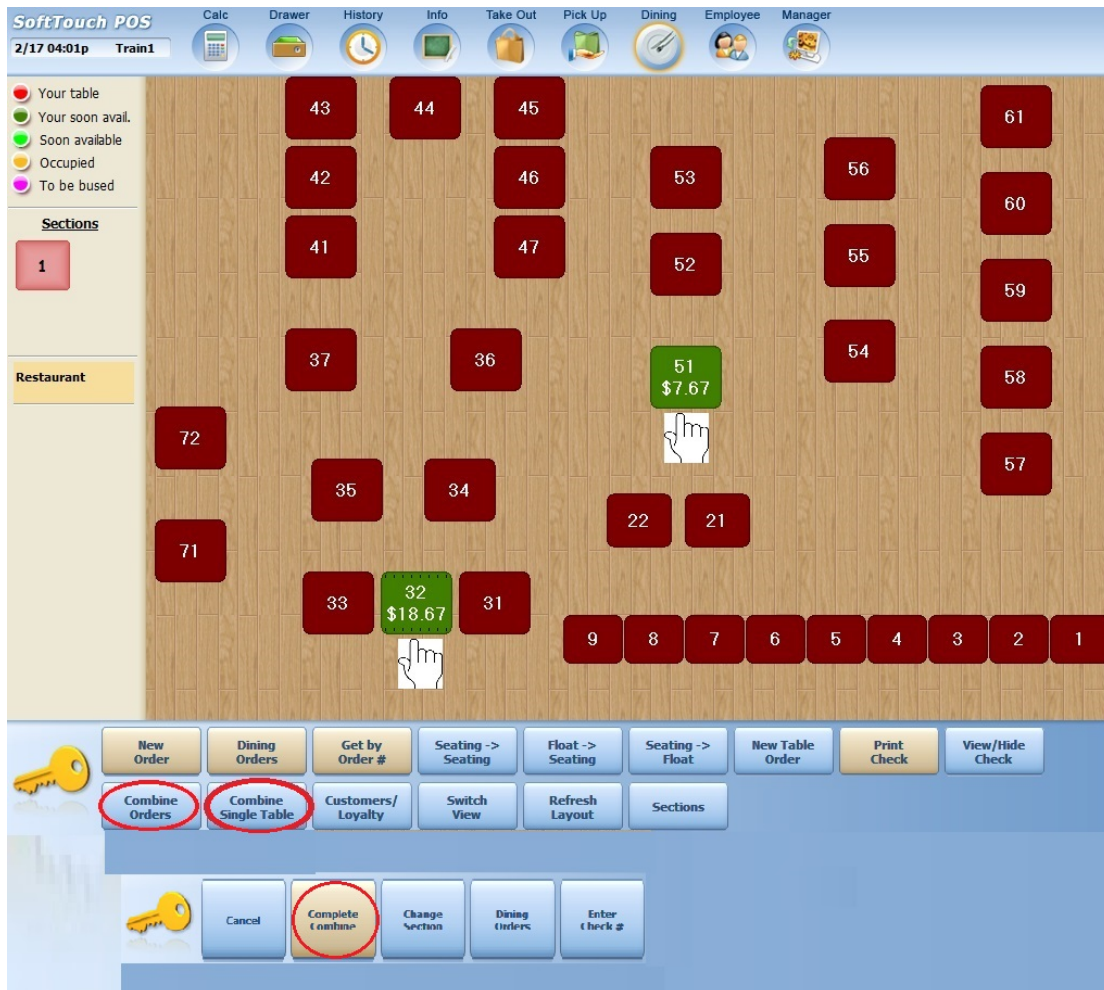 SoftTouch POS
2/17 04:01p Train1
Calc Drawer History Info Take Out Pick Up Dining Employee Manager
Your table
Your soon avail.
Soon available
Occupied
To be bused
Sections
1
Restaurant
43 44 45
61
42 46 53 56
60
41 47 52 55
59
37 36 51 54
$7.67
58
72
57
35 34
22 21
71
33 32 31
$18.67
9 8 7 6 5 4 3 2 1
New Order
Dining Orders
Get by Order #
Seating -> Seating
Float -> Seating
Seating -> Float
New Table Order
Print Check
View/Hide Check
Combine Orders
Combine Single Table
Customers/ Loyalty
Switch View
Refresh Layout
Sections
Cancel
Complete Combine
Change Section
Dining Orders
Enter Check #